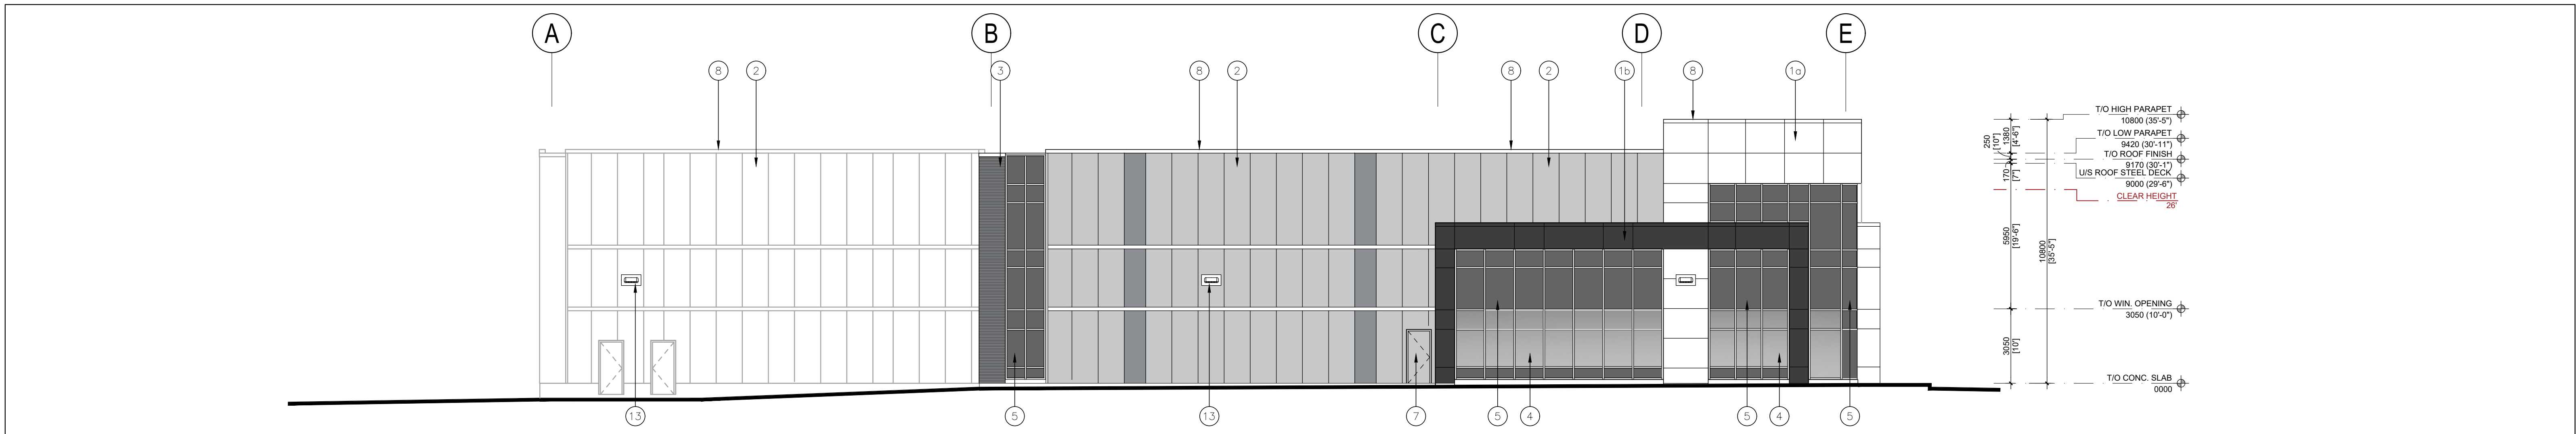 A
B
C
D
E
8
2
3
8
2
8
2
1b
8
1a
T/O HIGH PARAPET
10800 (35'-5")
T/O LOW PARAPET
9420 (30'-11")
T/O ROOF FINISH
9170 (30'-1")
U/S ROOF STEEL DECK
9000 (29'-6")
CLEAR HEIGHT
26'
T/O WIN. OPENING
3050 (10'-0")
T/O CONC. SLAB
0000
250
[10"]
1380
[4'-6"]
170
[7"]
5950
[19'-6"]
10800
[35'-5"]
3050
[10']
13
5
13
7
5
4
5
4
5